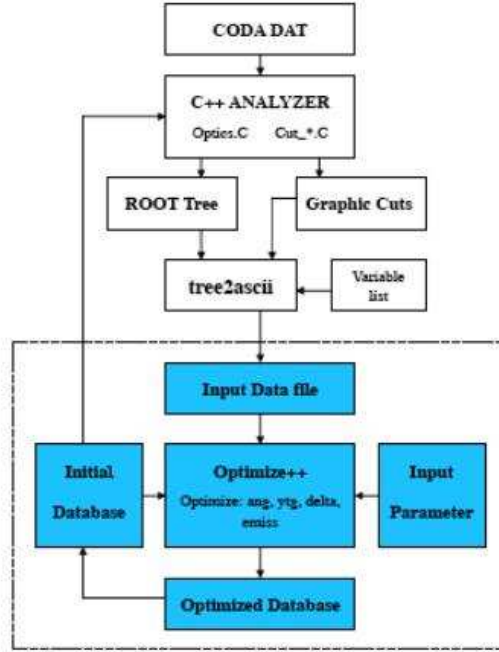 CODA DAT
C++ ANALYZER
Optics.C Cut_*.C
ROOT Tree
Graphic Cuts
tree2ascii
Variable
list
Input Data file
Initial
Database
Optimize++
Optimize: ang, ytg, delta,
emiss
Input
Parameter
Optimized Database